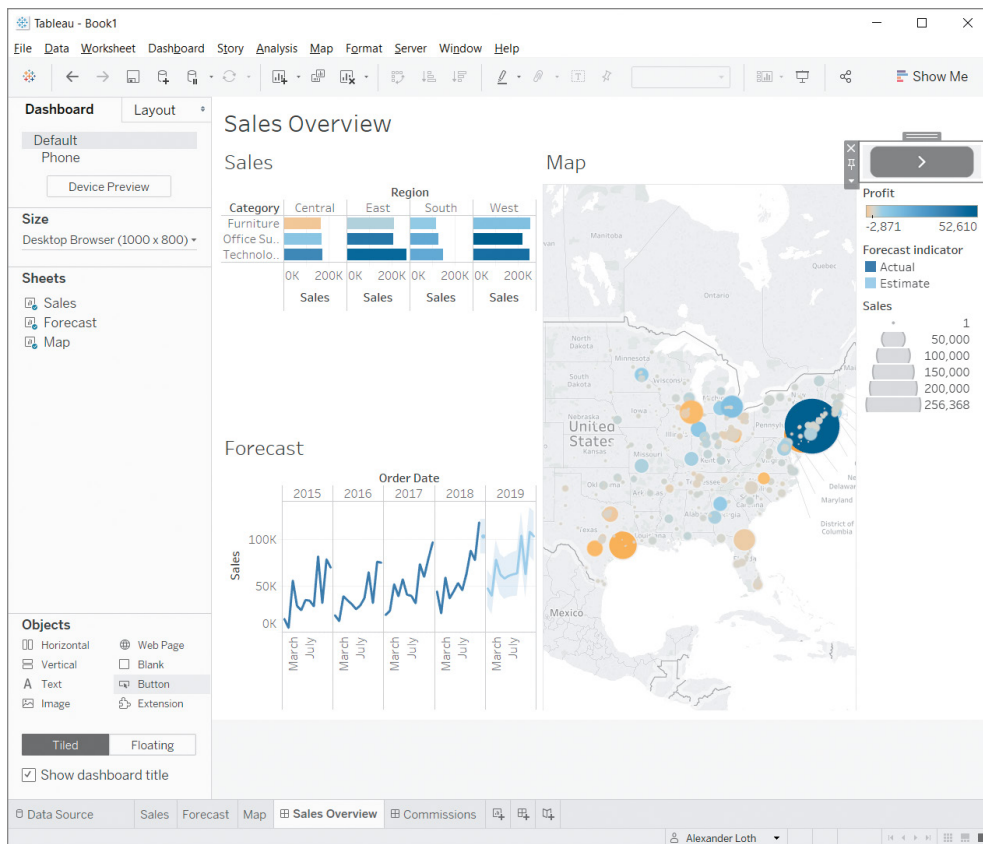 Tableau - Book1
File Data Worksheet Dashboard Story Analysis Map Format Server Window Help
Show Me
Dashboard Layout
Default
Phone
Device Preview
Size
Desktop Browser (1000 x 800)
Sheets
Sales
Forecast
Map
Objects
Horizontal Web Page
Vertical Blank
Text Button
Image Extension
Tiled Floating
Show dashboard title
Sales Overview
Sales
Region
Category Central East South West
Furniture
Office Su..
Technolo..
0K 200K 0K 200K 0K 200K 0K 200K
Sales Sales Sales Sales
Forecast
Order Date
2015 2016 2017 2018 2019
Sales
100K
50K
0K
March July March July March July March July March July
Map
Manitoba
Quebec
Ontario
North Dakota
Minnesota
South Dakota
Wisconsin
Nebraska
Iowa
United States
Kansas
Missouri
Texas
Mexico
Delawar
Maryland
District of Columbia
Profit
-2,871 52,610
Forecast indicator
Actual
Estimate
Sales
1
50,000
100,000
150,000
200,000
256,368
Data Source Sales Forecast Map Sales Overview Commissions
Alexander Loth